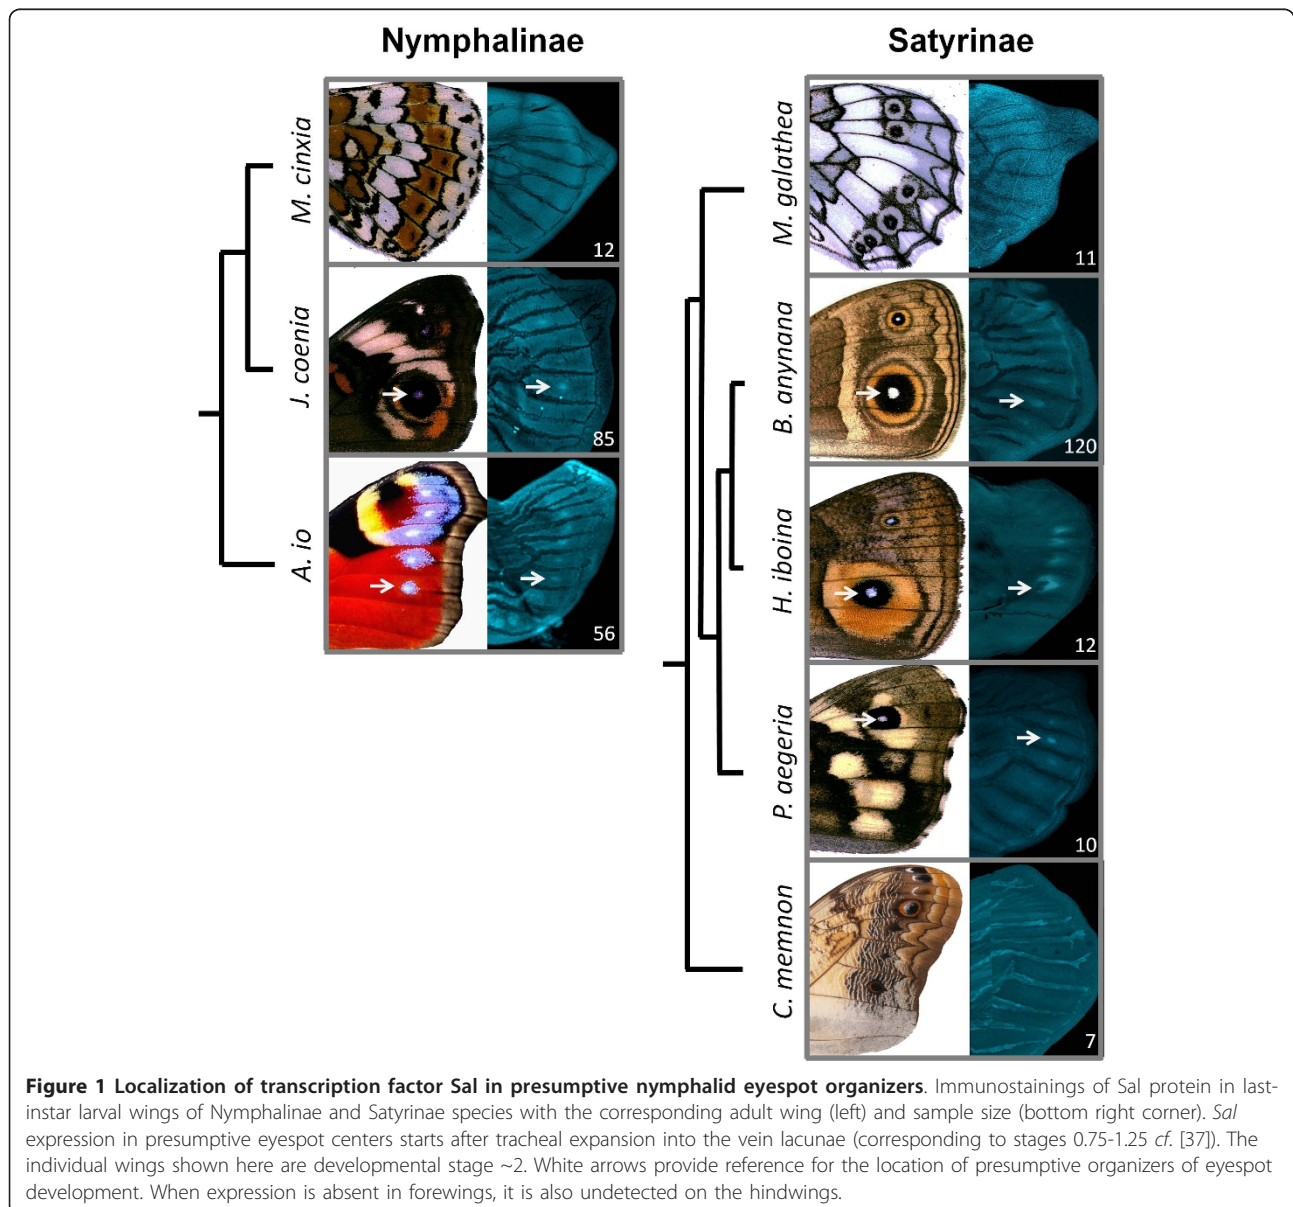 Nymphalinae
M. cinxia
12
J. coenia
85
A. io
56
Satyrinae
M. galathea
11
B. anynana
120
H. iboina
12
P. aegeria
10
C. memnon
7
Figure 1 Localization of transcription factor Sal in presumptive nymphalid eyespot organizers. Immunostainings of Sal protein in last-
instar larval wings of Nymphalinae and Satyrinae species with the corresponding adult wing (left) and sample size (bottom right corner). Sal
expression in presumptive eyespot centers starts after tracheal expansion into the vein lacunae (corresponding to stages 0.75-1.25 cf. [37]). The
individual wings shown here are developmental stage ~2. White arrows provide reference for the location of presumptive organizers of eyespot
development. When expression is absent in forewings, it is also undetected on the hindwings.